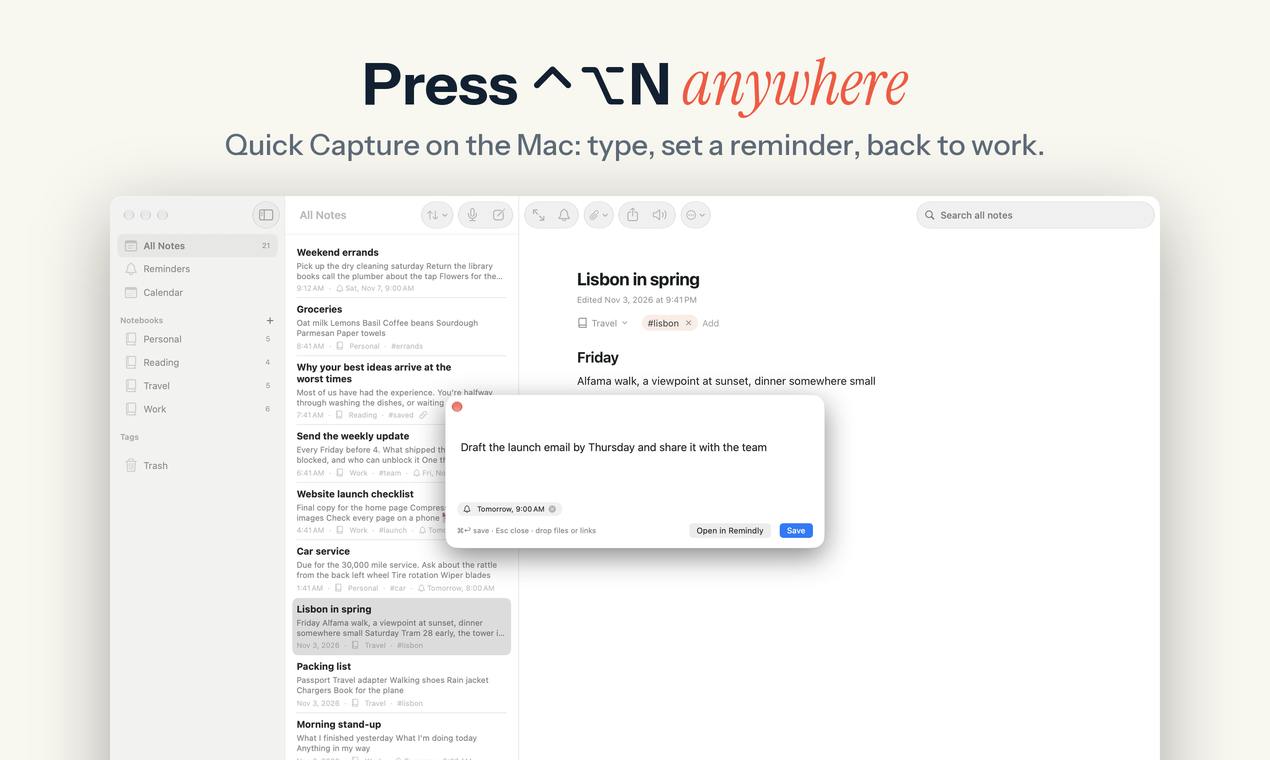 Press ⌃⌥N anywhere
Quick Capture on the Mac: type, set a reminder, back to work.
All Notes
Search all notes
All Notes 21
Reminders
Calendar
Notebooks +
Personal 5
Reading 4
Travel 5
Work 6
Tags
Trash
Weekend errands
Pick up the dry cleaning saturday Return the library
books call the plumber about the tap Flowers for the...
9:12 AM · Sat, Nov 7, 9:00 AM
Groceries
Oat milk Lemons Basil Coffee beans Sourdough
Parmesan Paper towels
8:41 AM · Personal · #errands
Why your best ideas arrive at the
worst times
Most of us have had the experience. You're halfway
through washing the dishes, or waiting
7:41 AM · Reading · #saved
Send the weekly update
Every Friday before 4. What shipped
blocked, and who can unblock it One
6:41 AM · Work · #team · Fri,
Website launch checklist
Final copy for the home page
images Check every page on a phone
4:41 AM · Work · #launch
Car service
Due for the 30,000 mile service. Ask about the rattle
from the back left wheel Tire rotation Wiper blades
1:41 AM · Personal · #car · Tomorrow, 8:00 AM
Lisbon in spring
Friday Alfama walk, a viewpoint at sunset, dinner
somewhere small Saturday Tram 28 early, the tower i...
Nov 3, 2026 · Travel · #lisbon
Packing list
Passport Travel adapter Walking shoes Rain jacket
Chargers Book for the plane
Nov 3, 2026 · Travel · #lisbon
Morning stand-up
What I finished yesterday What I'm doing today
Anything in my way
Lisbon in spring
Edited Nov 3, 2026 at 9:41 PM
Travel #lisbon × Add
Friday
Alfama walk, a viewpoint at sunset, dinner somewhere small
Draft the launch email by Thursday and share it with the team
Tomorrow, 9:00 AM
⌘↩ save · Esc close · drop files or links
Open in Remindly
Save